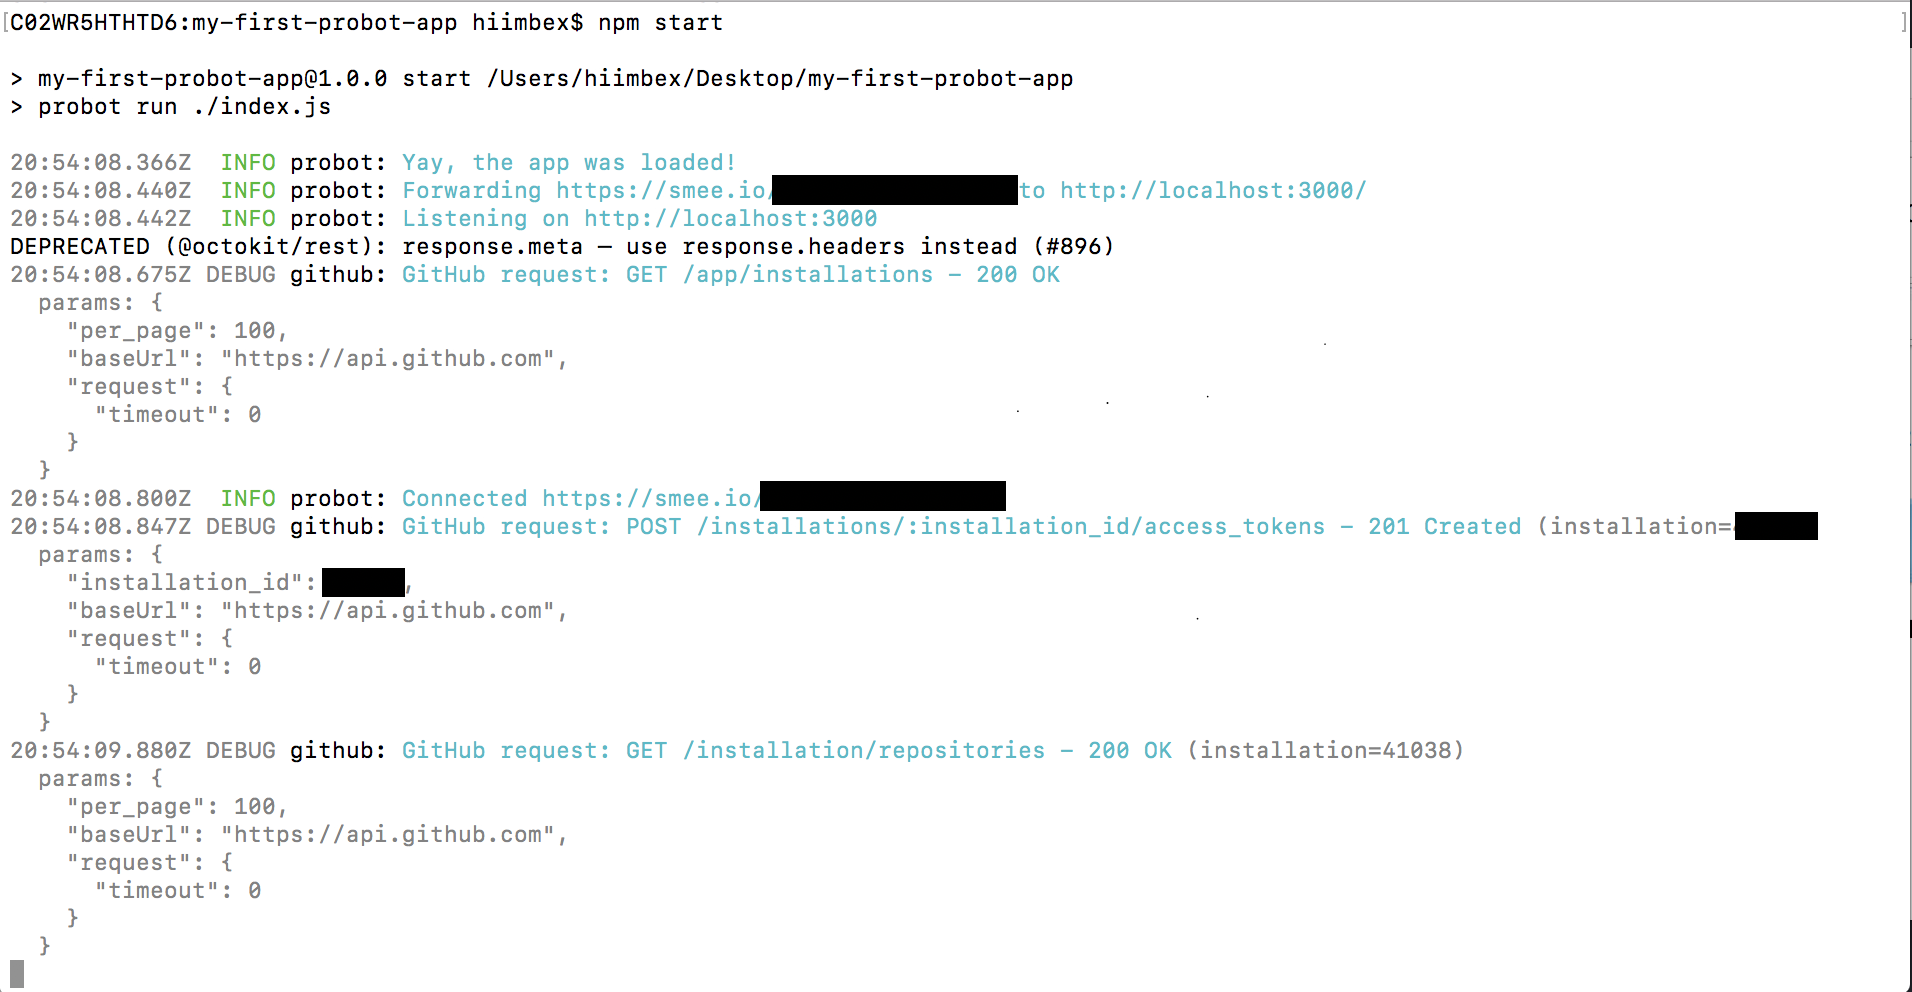 [C02WR5HTHTD6:my-first-probot-app hiimbex$ npm start ]
> my-first-probot-app@1.0.0 start /Users/hiimbex/Desktop/my-first-probot-app
> probot run ./index.js
20:54:08.366Z  INFO probot: Yay, the app was loaded!
20:54:08.440Z  INFO probot: Forwarding https://smee.io/ to http://localhost:3000/
20:54:08.442Z  INFO probot: Listening on http://localhost:3000
DEPRECATED (@octokit/rest): response.meta – use response.headers instead (#896)
20:54:08.675Z DEBUG github: GitHub request: GET /app/installations - 200 OK
  params: {
    "per_page": 100,
    "baseUrl": "https://api.github.com",
    "request": {
      "timeout": 0
    }
  }
20:54:08.800Z  INFO probot: Connected https://smee.io/
20:54:08.847Z DEBUG github: GitHub request: POST /installations/:installation_id/access_tokens - 201 Created (installation=
  params: {
    "installation_id": ,
    "baseUrl": "https://api.github.com",
    "request": {
      "timeout": 0
    }
  }
20:54:09.880Z DEBUG github: GitHub request: GET /installation/repositories - 200 OK (installation=41038)
  params: {
    "per_page": 100,
    "baseUrl": "https://api.github.com",
    "request": {
      "timeout": 0
    }
  }